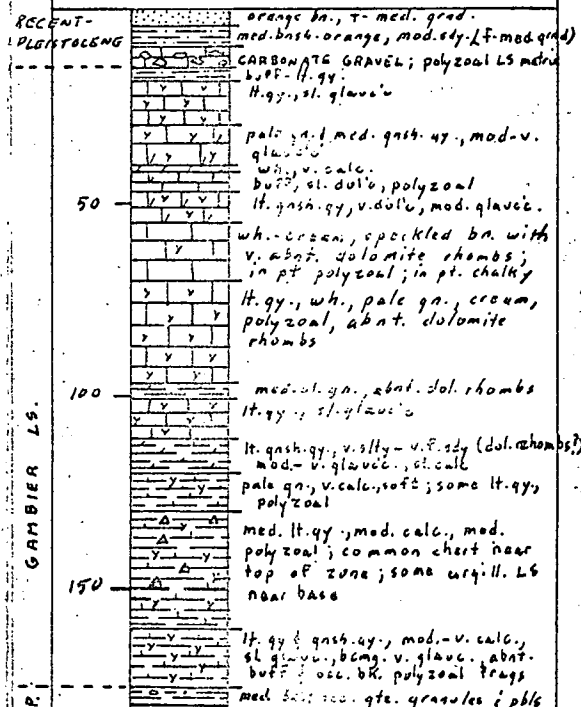 RECENT-
PLEISTOCENE
orange bn., f- med. grd.
med. bnsh-orange, mod. sdy. (f-med. grd)
CARBONATE GRAVEL; polyzoal LS matrix
buff-lt. gy.
lt. gy., sl. glauc'c
pale gn. & med. gnsh. gy., mod-v.
glauc'c
wh., v. calc.
buff, sl. dol'c, polyzoal
50
lt. gnsh. gy, v. dol'c, mod. glauc.
wh.-cream, speckled bn. with
v. abnt. dolomite rhombs;
in pt polyzoal; in pt. chalky
lt. gy., wh., pale gn., cream,
polyzoal, abnt. dolomite
rhombs
100
gn., abnt. dol. rhombs
lt. gy., sl. glauc'c
lt. gnsh. gy., v. slty - v. f. sdy (dol. rhombs?)
mod.- v. glauc., sl. calc
pale gn., v. calc., soft; some lt. gy.,
polyzoal
GAMBIER LS.
med. lt. gy., mod. calc., mod.
polyzoal; common chert near
top of zone; some argill. LS
near base
150
lt. gy & gnsh. gy., mod.-v. calc.,
sl glauc., bcmg. v. glauc., abnt.
buff & occ. bk. polyzoal frags
P.
med. qtz. granules & pbls